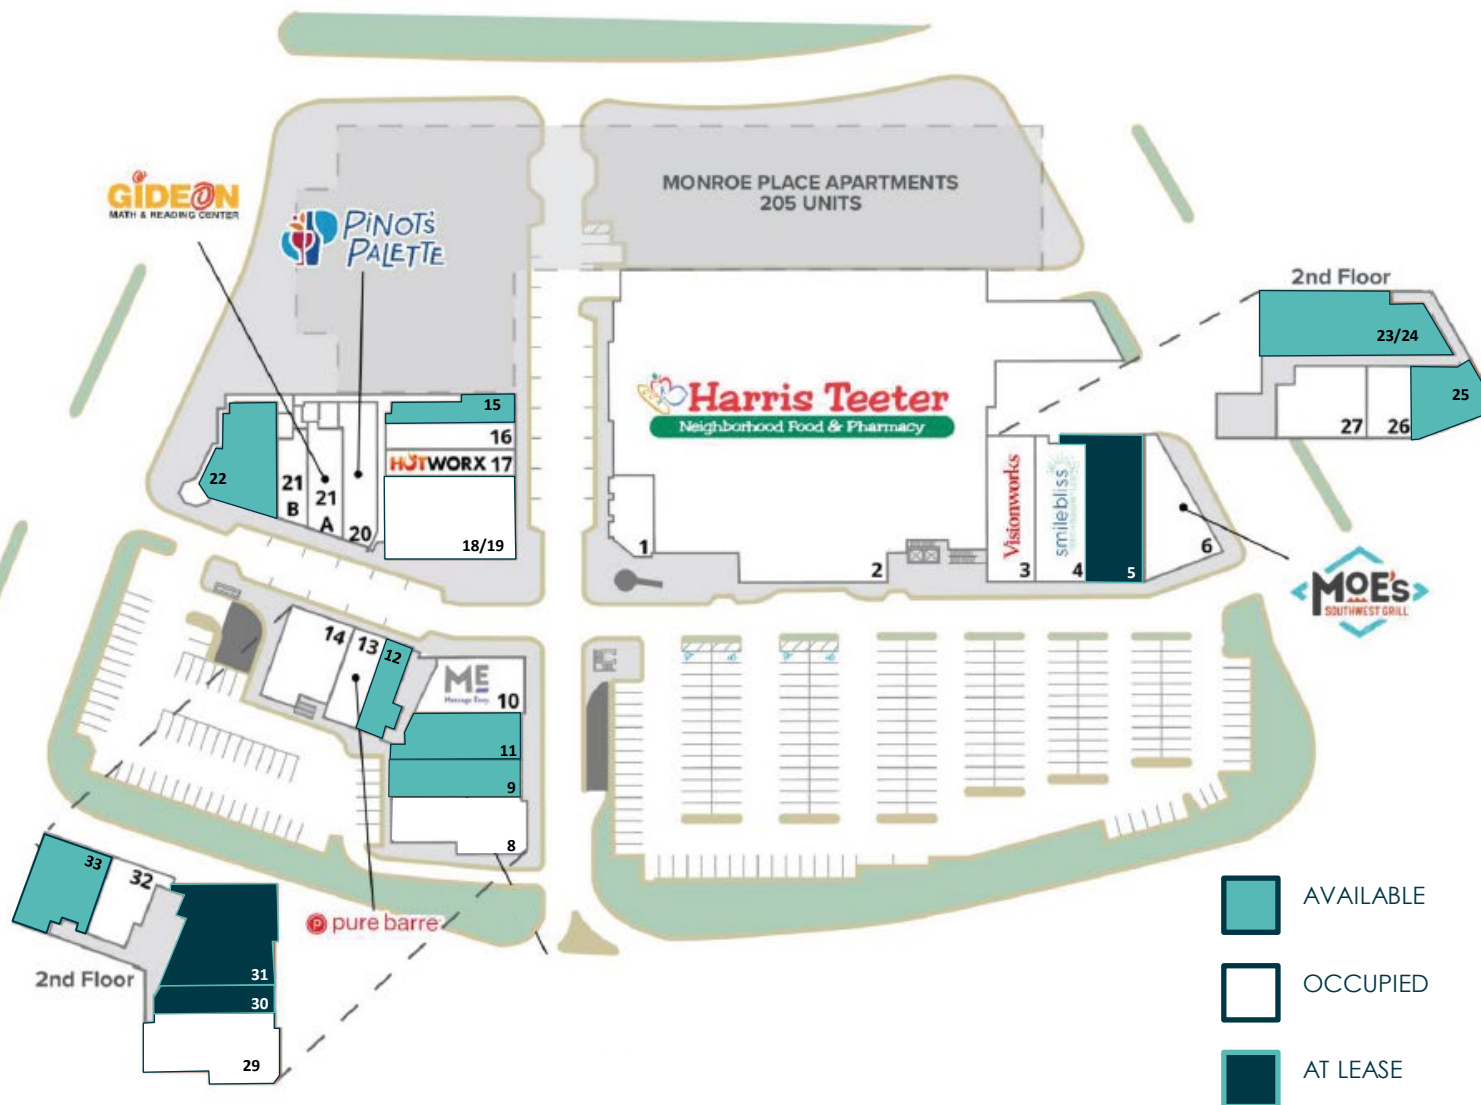 MONROE PLACE APARTMENTS
205 UNITS
GiDEON
MATH & READING CENTER
PiNOT'S
PALETTE
2nd Floor
23/24
25
27
26
Harris Teeter
Neighborhood Food & Pharmacy
15
16
HOTWORX 17
18/19
22
21
B
21
A
20
1
2
Visionworks
3
smilebliss
4
5
6
MOE's
SOUTHWEST GRILL
14
13
12
ME
10
11
9
8
33
32
pure barre
2nd Floor
31
30
29
AVAILABLE
OCCUPIED
AT LEASE